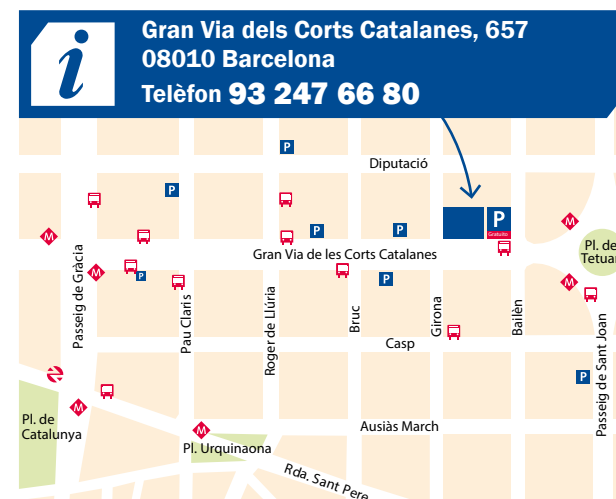 i
Gran Via dels Corts Catalanes, 657
08010 Barcelona
Telèfon 93 247 66 80
P
Diputació
P
P
Gratuito
M
M
P
P
Gran Via de les Corts Catalanes
Pl. de
Tetuan
M
P
P
M
Passeig de Gràcia
Pau Claris
Roger de Llúria
Bruc
Girona
Bailèn
Passeig de Sant Joan
Casp
P
M
Pl. de
Catalunya
M
Pl. Urquinaona
Ausiàs March
Rda. Sant Pere